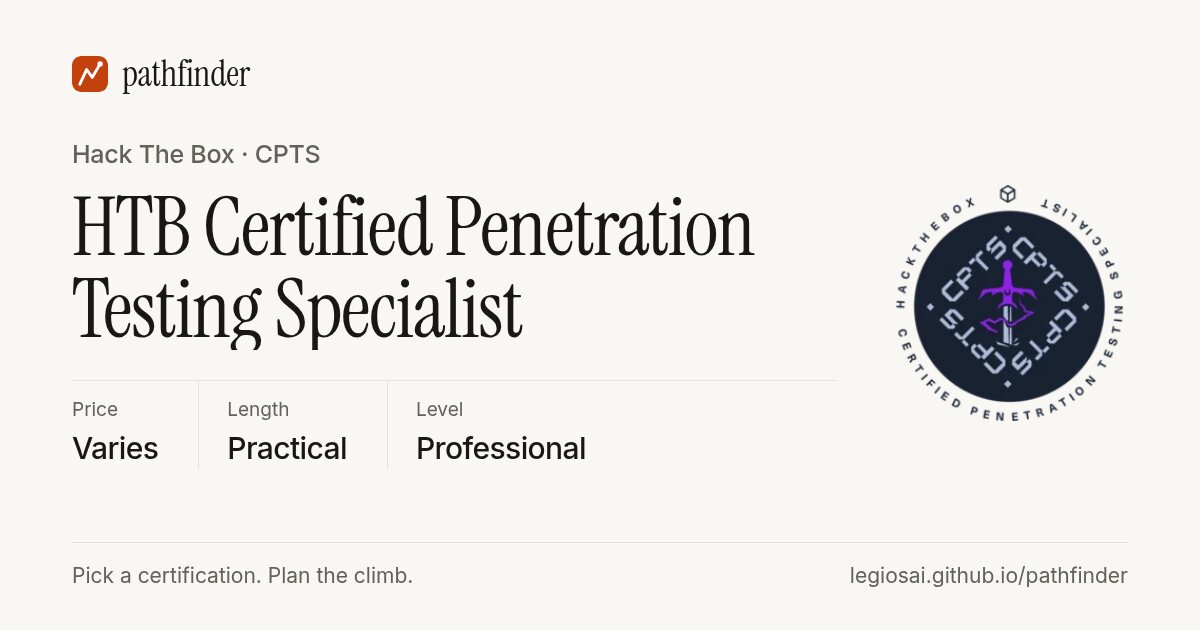 pathfinder
Hack The Box · CPTS
HTB Certified Penetration
Testing Specialist
HACKTHEBOX CERTIFIED PENETRATION TESTING SPECIALIST
CPTS CPTS
CPTS CPTS
Price Length Level
Varies Practical Professional
Pick a certification. Plan the climb. legiosai.github.io/pathfinder